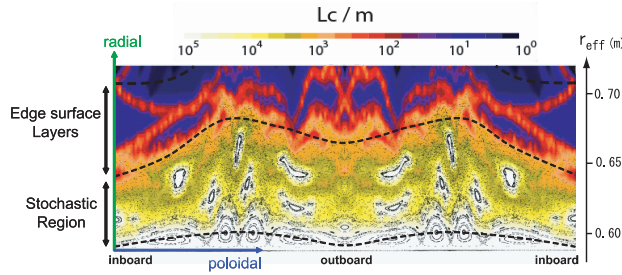 Lc / m
10⁵ 10⁴ 10³ 10² 10¹ 10⁰
radial
r_eff (m)
Edge surface
Layers
Stochastic
Region
0.70
0.65
0.60
inboard
outboard
inboard
poloidal